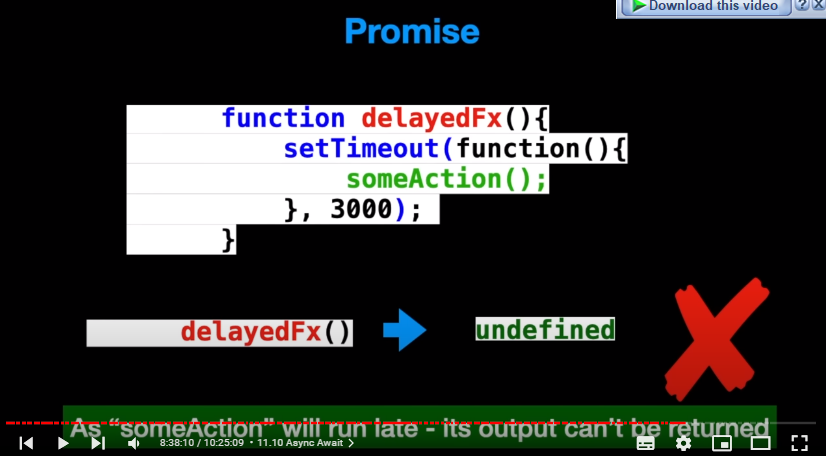 Download this video
Promise
function delayedFx(){
setTimeout(function(){
someAction();
}, 3000);
}
delayedFx()
undefined
As “someAction” will run late - its output can’t be returned
8:38:10 / 10:25:09 • 11.10 Async Await >